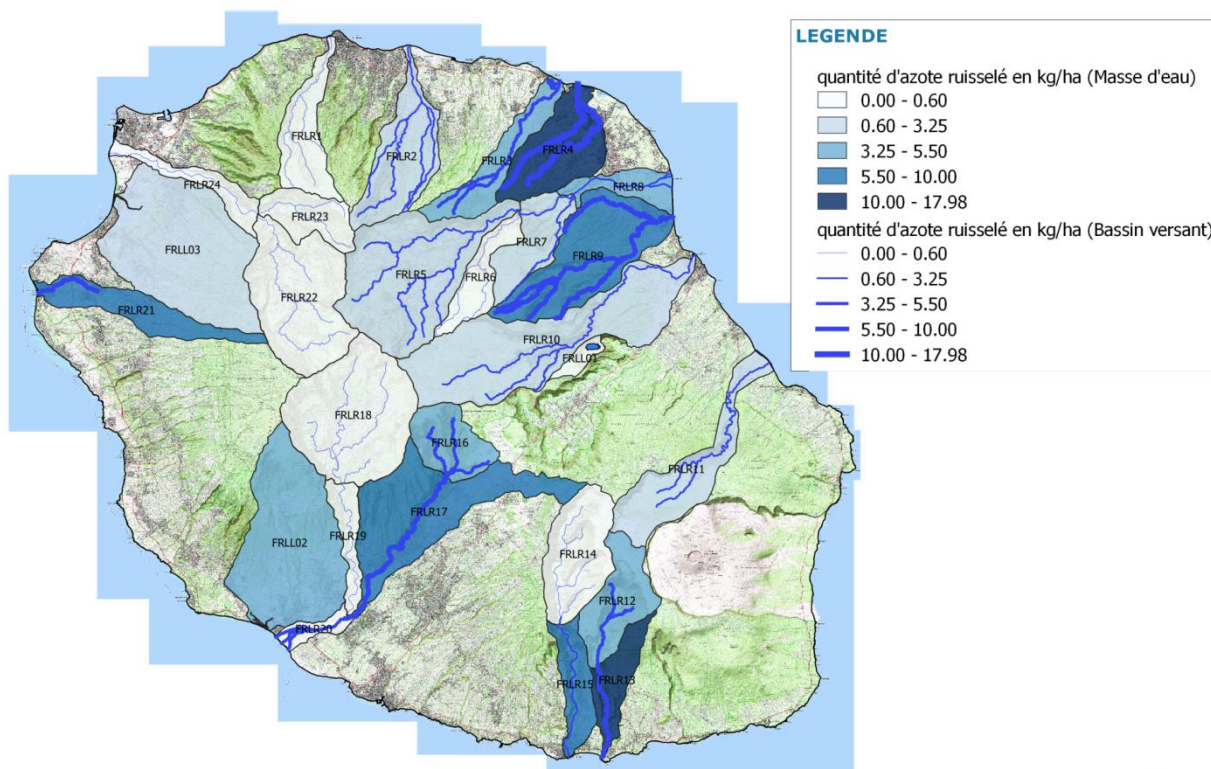 LEGENDE
quantité d'azote ruisselé en kg/ha (Masse d'eau)
0.00 - 0.60
0.60 - 3.25
3.25 - 5.50
5.50 - 10.00
10.00 - 17.98
quantité d'azote ruisselé en kg/ha (Bassin versant)
0.00 - 0.60
0.60 - 3.25
3.25 - 5.50
5.50 - 10.00
10.00 - 17.98
FRLR1
FRLR2
FRLR3
FRLR4
FRLR24
FRLR8
FRLR23
FRLL03
FRLR7
FRLR9
FRLR5
FRLR6
FRLR22
FRLR21
FRLR10
FRLL01
FRLR18
FRLR16
FRLR11
FRLR17
FRLL02
FRLR19
FRLR14
FRLR12
FRLR20
FRLR13
FRLR15